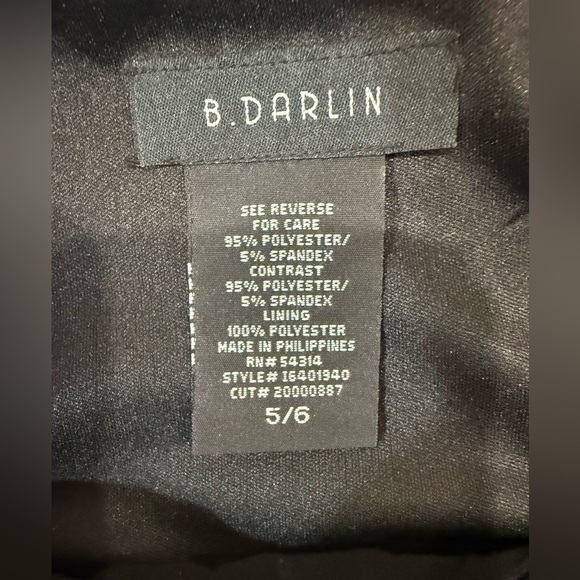 B.DARLIN
SEE REVERSE
FOR CARE
95% POLYESTER/
5% SPANDEX
CONTRAST
95% POLYESTER/
5% SPANDEX
LINING
100% POLYESTER
MADE IN PHILIPPINES
RN# 54314
STYLE# I6401940
CUT# 20000887
5/6